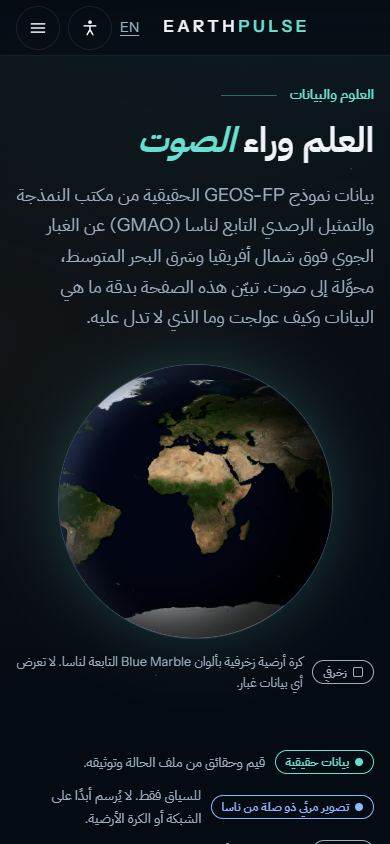 EARTHPULSE
EN
العلوم والبيانات
العلم وراء الصوت
بيانات نموذج GEOS-FP الحقيقية من مكتب النمذجة
والتمثيل الرصدي التابع لناسا (GMAO) عن الغبار
الجوي فوق شمال أفريقيا وشرق البحر المتوسط،
محوَّلة إلى صوت. تبيّن هذه الصفحة بدقة ما هي
البيانات وكيف عولجت وما الذي لا تدل عليه.
زخرفي
كرة أرضية زخرفية بألوان Blue Marble التابعة لناسا. لا تعرض
أي بيانات غبار.
بيانات حقيقية
قيم وحقائق من ملف الحالة وتوثيقه.
تصوير مرئي ذو صلة من ناسا
للسياق فقط. لا يُرسم أبدًا على
الشبكة أو الكرة الأرضية.